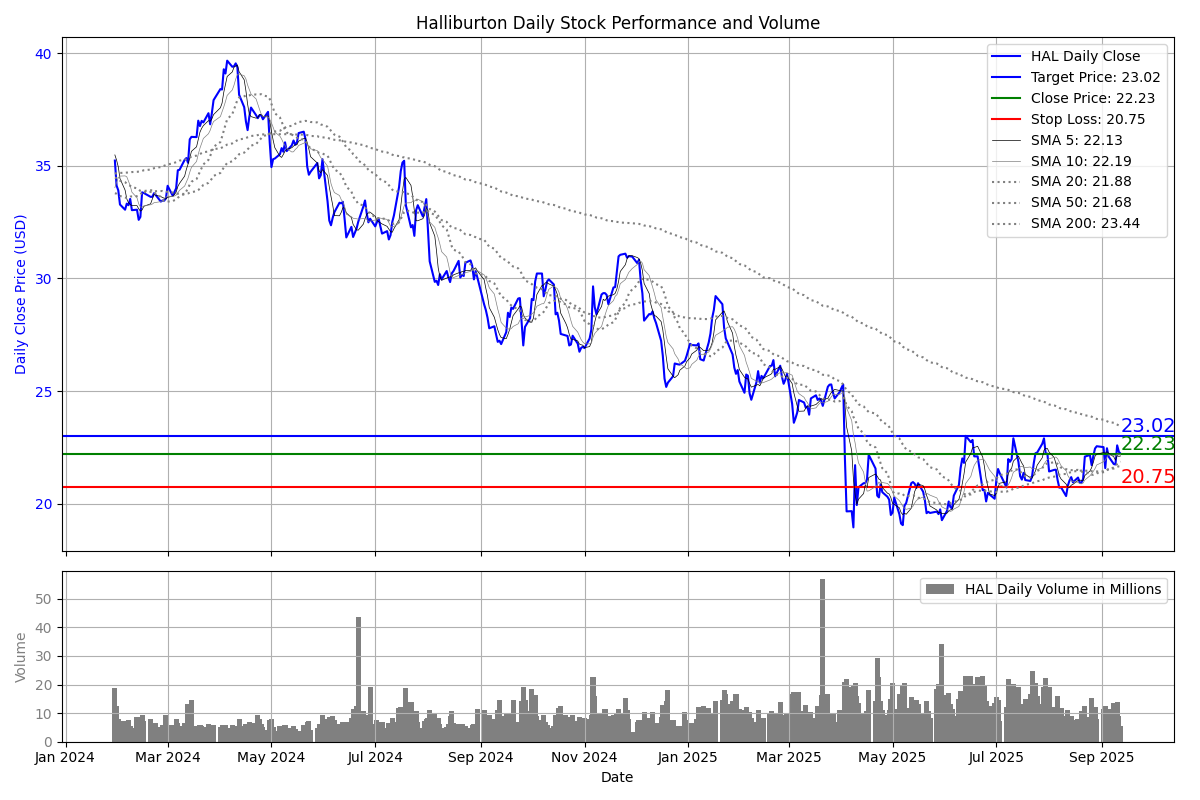 Halliburton Daily Stock Performance and Volume
40
35
30
25
20
Daily Close Price (USD)
HAL Daily Close
Target Price: 23.02
Close Price: 22.23
Stop Loss: 20.75
SMA 5: 22.13
SMA 10: 22.19
SMA 20: 21.88
SMA 50: 21.68
SMA 200: 23.44
23.02
22.23
20.75
50
40
30
20
10
0
Volume
HAL Daily Volume in Millions
Jan 2024 Mar 2024 May 2024 Jul 2024 Sep 2024 Nov 2024 Jan 2025 Mar 2025 May 2025 Jul 2025 Sep 2025
Date